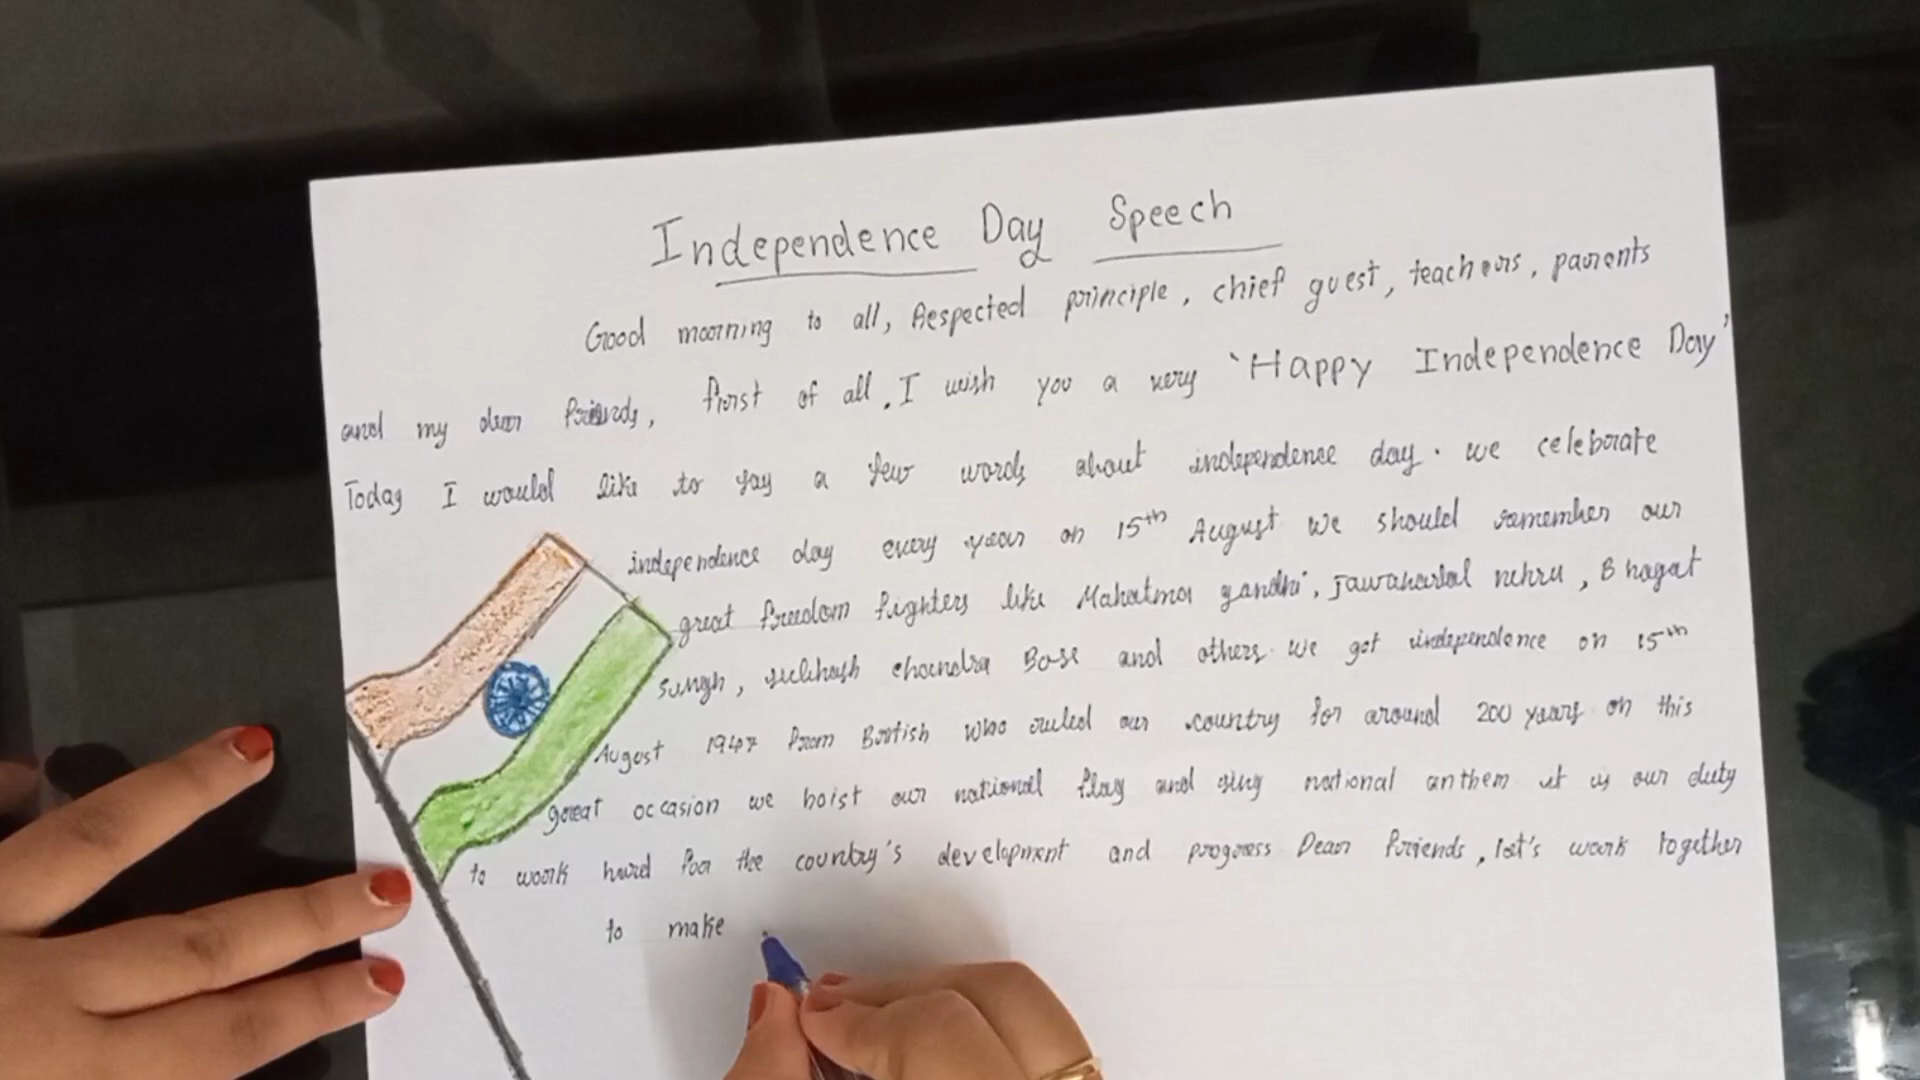 Independence Day Speech
Good morning to all, Respected principle, chief guest, teachers, parents
and my dear friends, first of all, I wish you a very 'Happy Independence Day'
Today I would like to say a few words about independence day. we celebrate
independence day every year on 15th August we should remember our
great freedom fighters like Mahatma gandhi, Jawaharlal nehru, Bhagat
singh, subhash chandra Bose and others. we got independence on 15th
August 1947 from British who ruled our country for around 200 years on this
great occasion we hoist our national flag and sing national anthem it is our duty
to work hard for the country's development and progress Dear friends, let's work together
to make